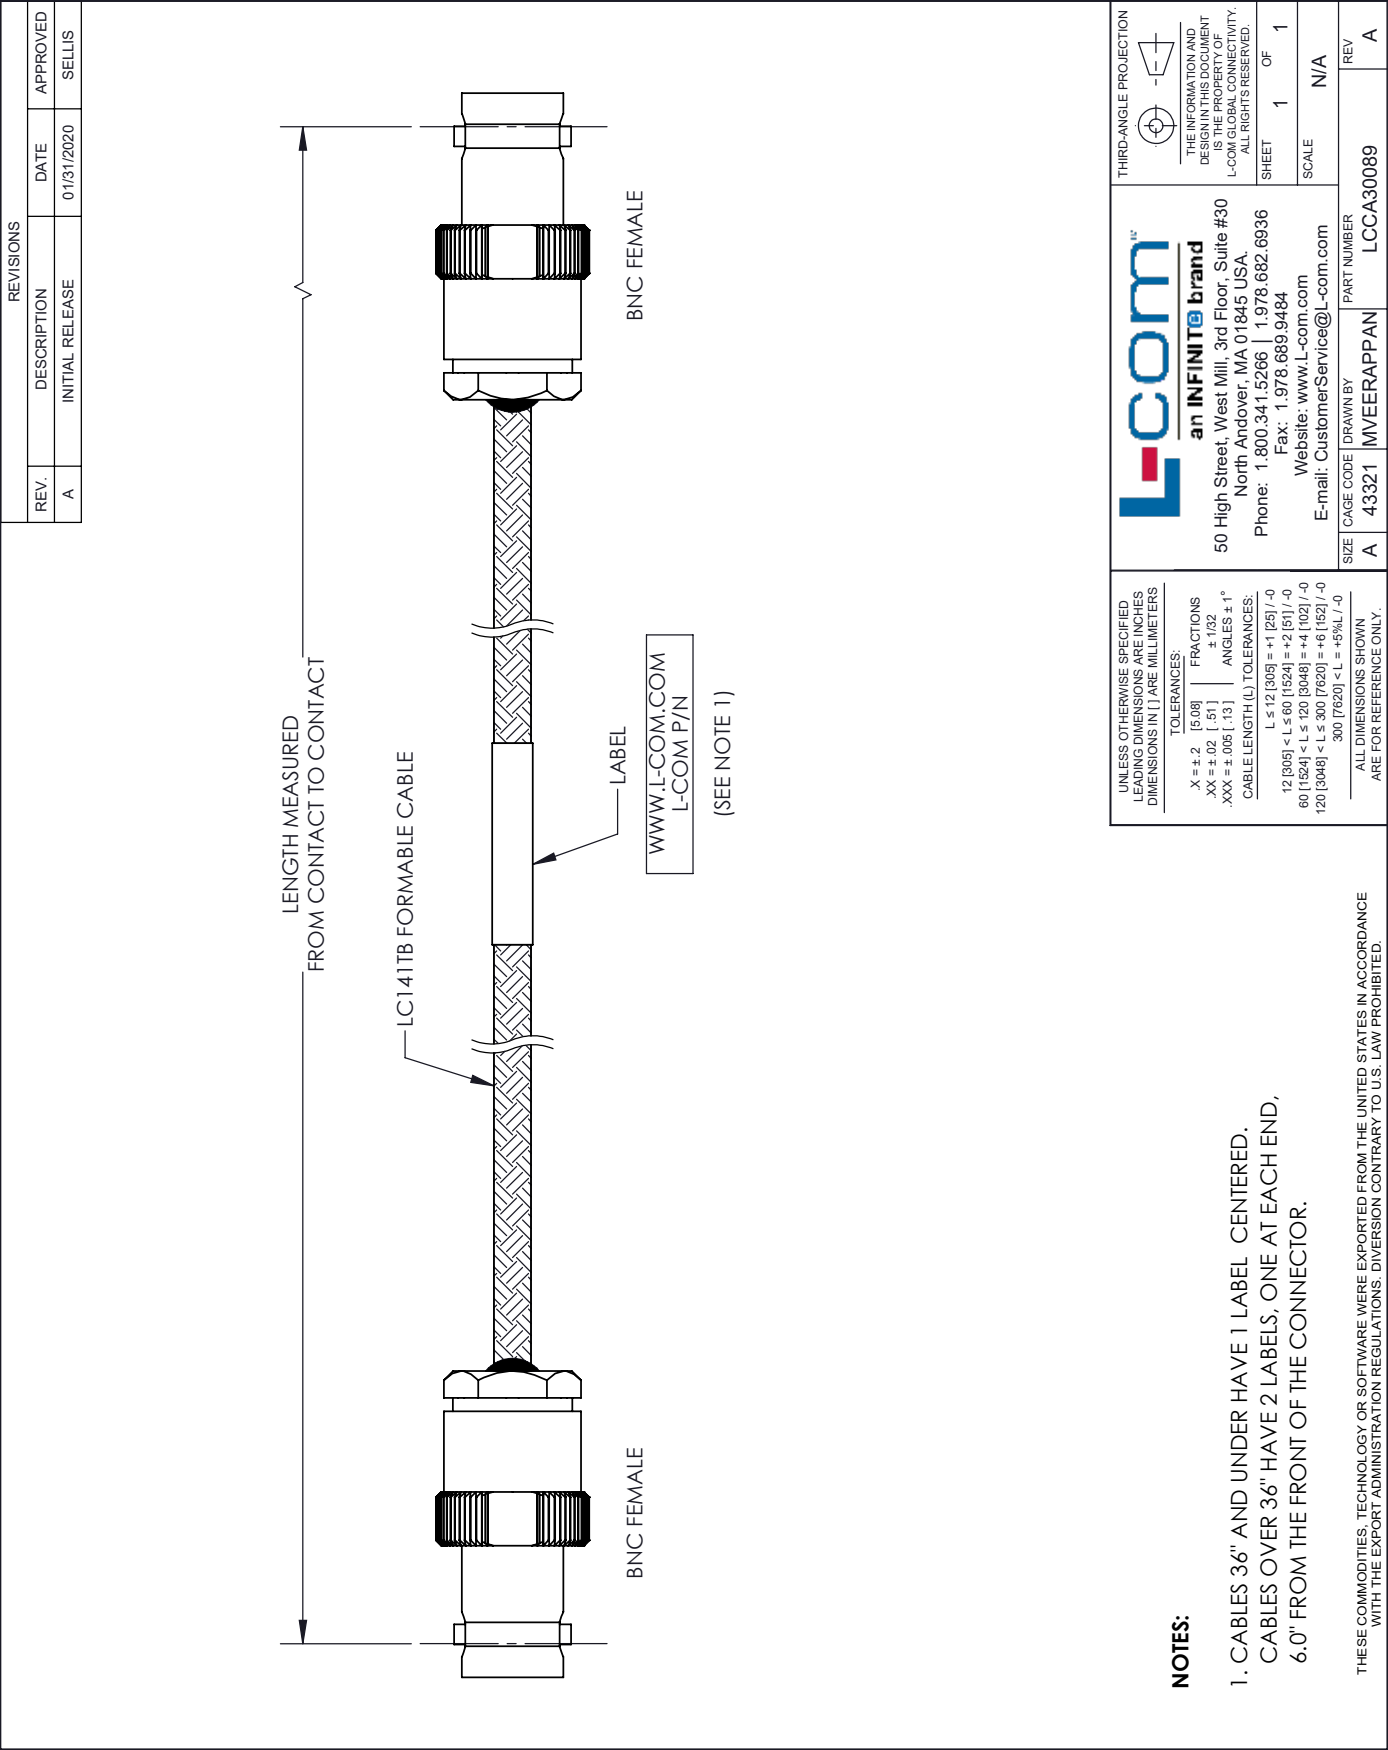 REVISIONS
REV. DESCRIPTION DATE APPROVED
A INITIAL RELEASE 01/31/2020 SELLIS
LENGTH MEASURED
FROM CONTACT TO CONTACT
LC141TB FORMABLE CABLE
BNC FEMALE
BNC FEMALE
LABEL
WWW.L-COM.COM
L-COM P/N
(SEE NOTE 1)
NOTES:
1. CABLES 36" AND UNDER HAVE 1 LABEL CENTERED.
CABLES OVER 36" HAVE 2 LABELS, ONE AT EACH END,
6.0" FROM THE FRONT OF THE CONNECTOR.
THESE COMMODITIES, TECHNOLOGY OR SOFTWARE WERE EXPORTED FROM THE UNITED STATES IN ACCORDANCE
WITH THE EXPORT ADMINISTRATION REGULATIONS. DIVERSION CONTRARY TO U.S. LAW PROHIBITED.
UNLESS OTHERWISE SPECIFIED
LEADING DIMENSIONS ARE INCHES
DIMENSIONS IN [ ] ARE MILLIMETERS
TOLERANCES:
.X = ± .2 [5.08] FRACTIONS
.XX = ± .02 [ .51 ] ± 1/32
.XXX = ± .005 [ .13 ] ANGLES ± 1°
CABLE LENGTH (L) TOLERANCES:
L ≤ 12 [305] = +1 [25] / -0
12 [305] < L ≤ 60 [1524] = +2 [51] / -0
60 [1524] < L ≤ 120 [3048] = +4 [102] / -0
120 [3048] < L ≤ 300 [7620] = +6 [152] / -0
300 [7620] < L = +5%L / -0
ALL DIMENSIONS SHOWN
ARE FOR REFERENCE ONLY.
L-com
an INFINIT@ brand
50 High Street, West Mill, 3rd Floor, Suite #30
North Andover, MA 01845 USA.
Phone: 1.800.341.5266 | 1.978.682.6936
Fax: 1.978.689.9484
Website: www.L-com.com
E-mail: CustomerService@L-com.com
THIRD-ANGLE PROJECTION
THE INFORMATION AND
DESIGN IN THIS DOCUMENT
IS THE PROPERTY OF
L-COM GLOBAL CONNECTIVITY.
ALL RIGHTS RESERVED.
SHEET 1 OF 1
SCALE N/A
SIZE CAGE CODE DRAWN BY PART NUMBER REV
A 43321 MVEERAPPAN LCCA30089 A